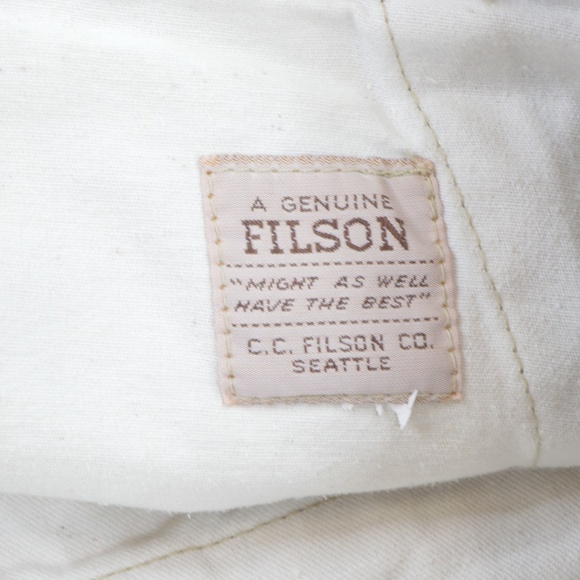 A GENUINE
FILSON
"MIGHT AS WELL
HAVE THE BEST"
C.C. FILSON CO.
SEATTLE